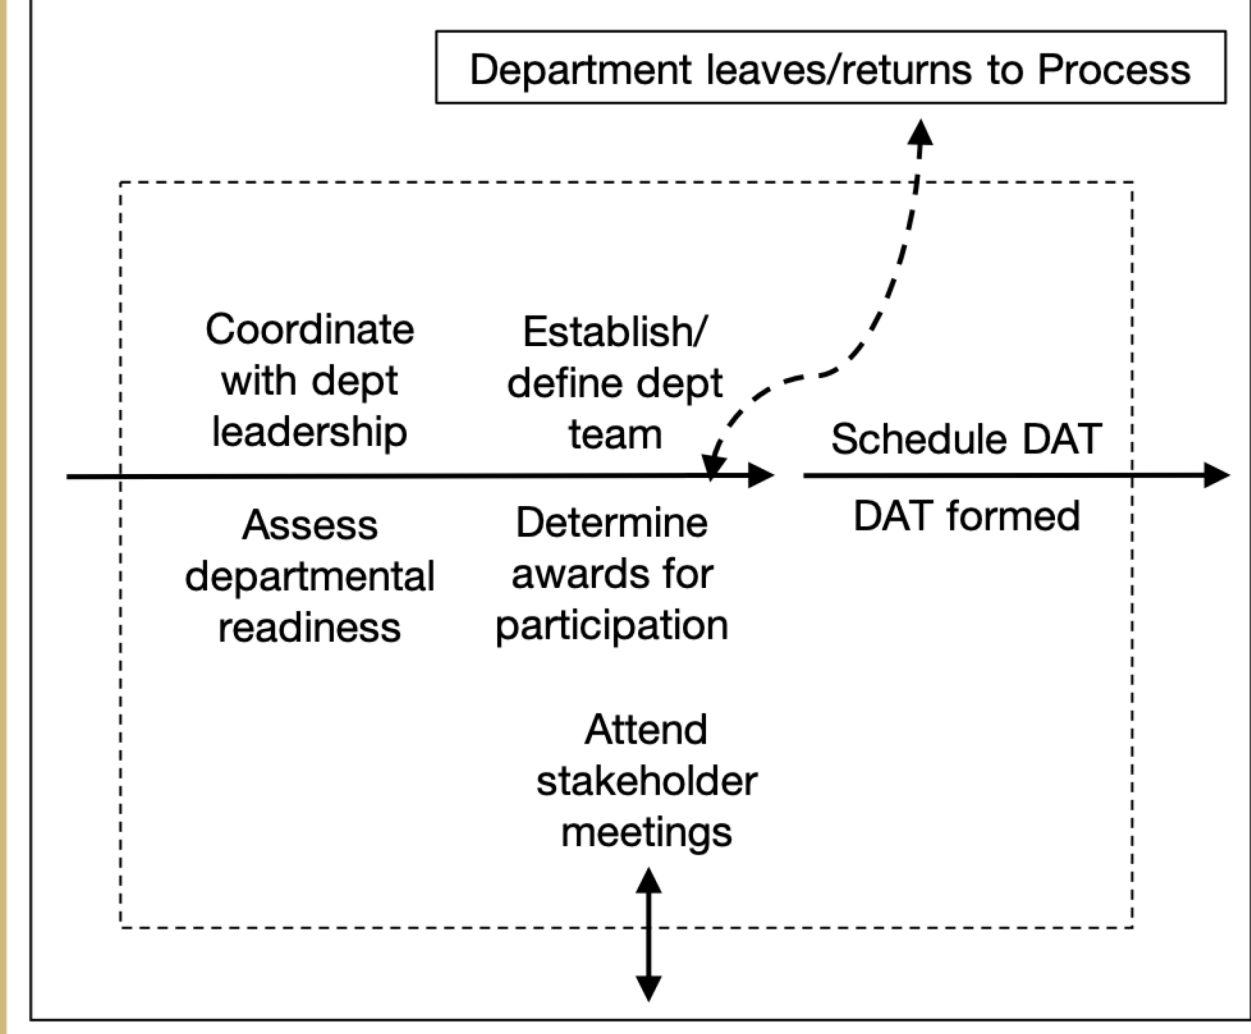 Department leaves/returns to Process
Coordinate
with dept
leadership
Establish/
define dept
team
Schedule DAT
Assess
departmental
readiness
Determine
awards for
participation
DAT formed
Attend
stakeholder
meetings